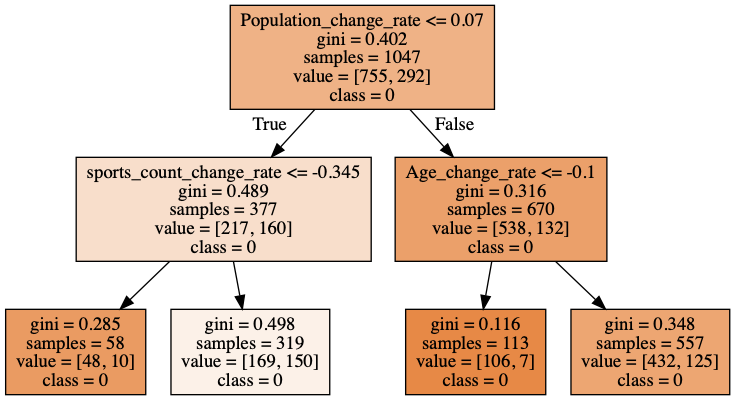 Population_change_rate <= 0.07
gini = 0.402
samples = 1047
value = [755, 292]
class = 0
True
False
sports_count_change_rate <= -0.345
gini = 0.489
samples = 377
value = [217, 160]
class = 0
Age_change_rate <= -0.1
gini = 0.316
samples = 670
value = [538, 132]
class = 0
gini = 0.285
samples = 58
value = [48, 10]
class = 0
gini = 0.498
samples = 319
value = [169, 150]
class = 0
gini = 0.116
samples = 113
value = [106, 7]
class = 0
gini = 0.348
samples = 557
value = [432, 125]
class = 0